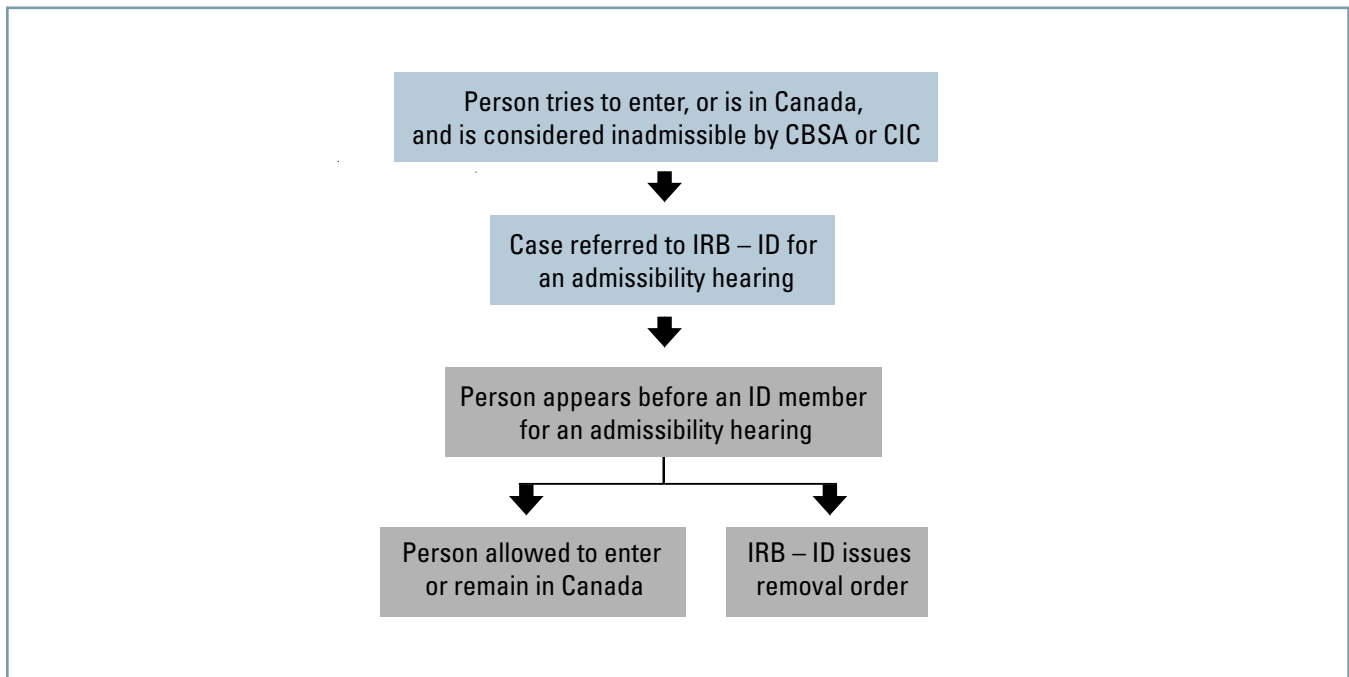 Person tries to enter, or is in Canada,
and is considered inadmissible by CBSA or CIC
Case referred to IRB – ID for
an admissibility hearing
Person appears before an ID member
for an admissibility hearing
Person allowed to enter
or remain in Canada
IRB – ID issues
removal order